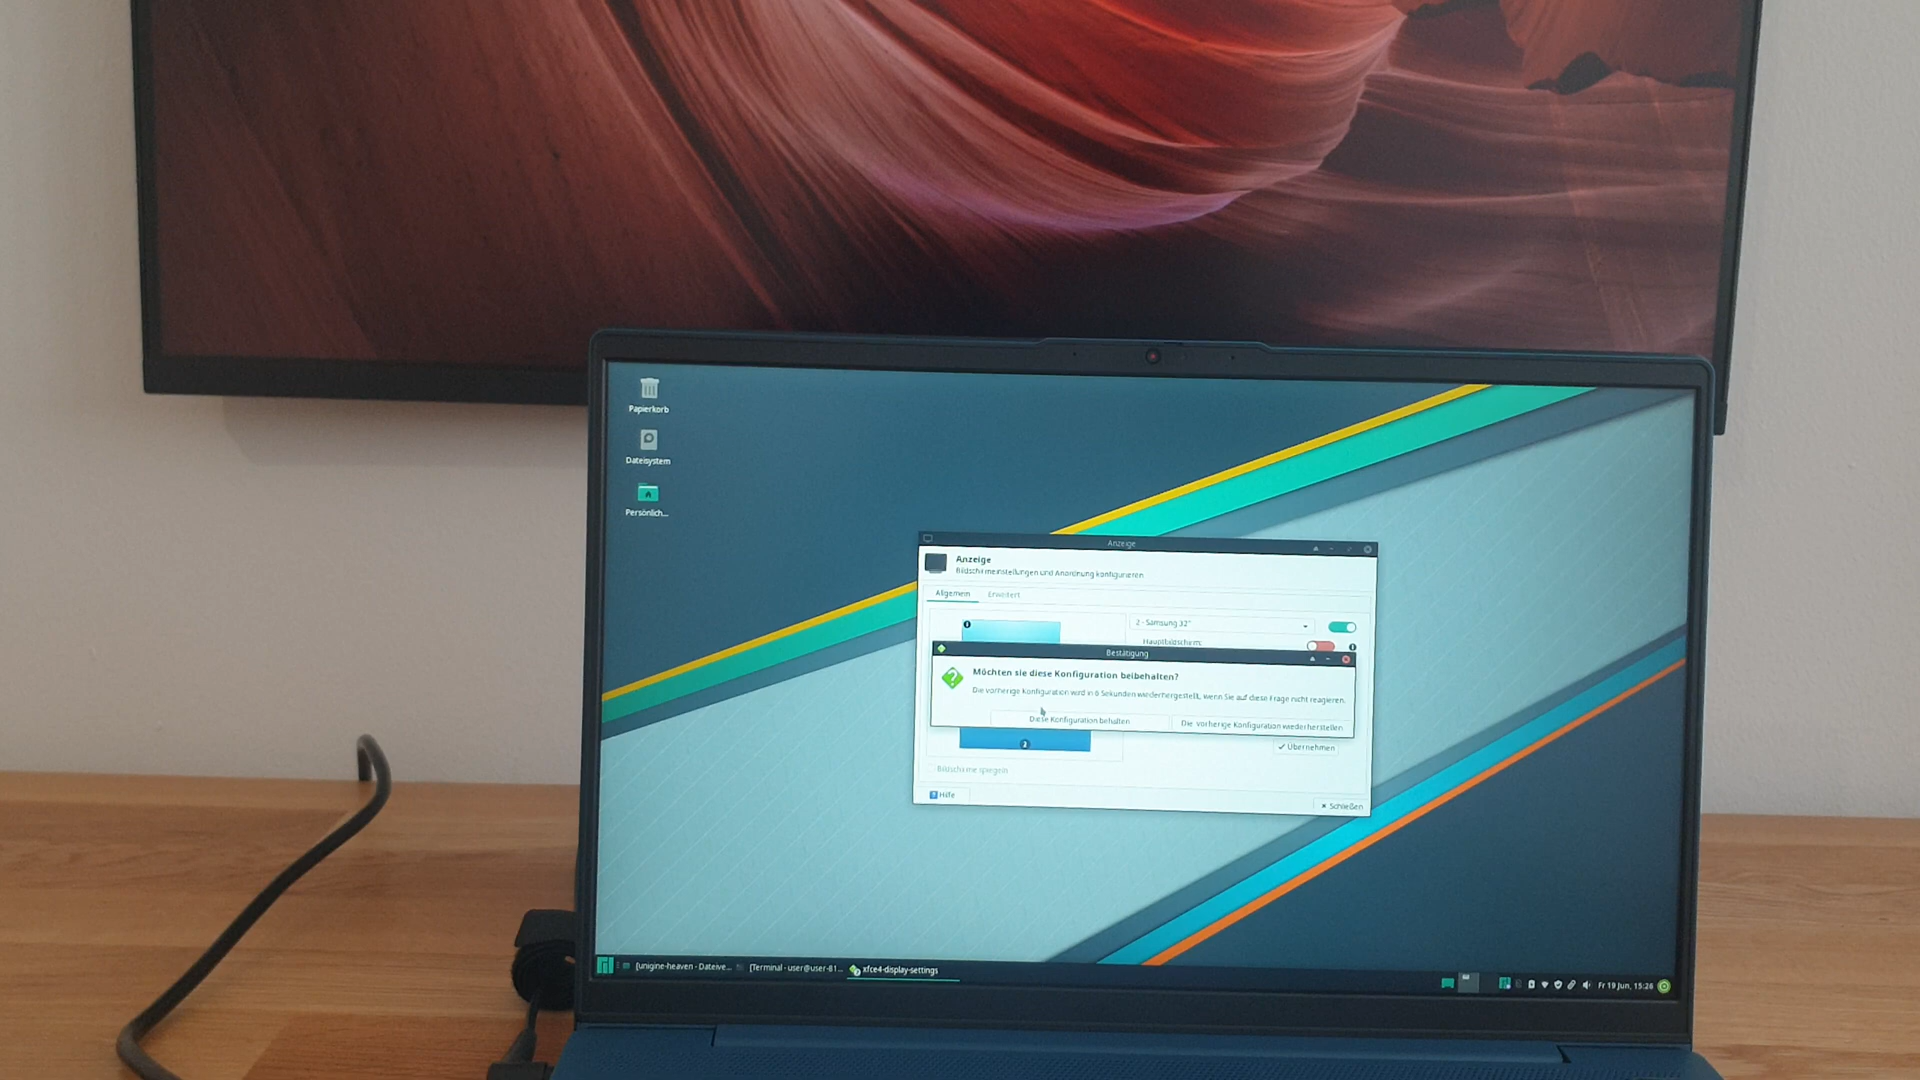 Papierkorb
Dateisystem
Persönlich...
Anzeige
Anzeige
Bildschirmeinstellungen und Anordnung konfigurieren
Allgemein Erweitert
1
2 - Samsung 32"
Hauptbildschirm:
Bestätigung
Möchten sie diese Konfiguration beibehalten?
Die vorherige Konfiguration wird in 6 Sekunden wiederhergestellt, wenn Sie auf diese Frage nicht reagieren.
Diese Konfiguration behalten Die vorherige Konfiguration wiederherstellen
2
Übernehmen
Bildschirme spiegeln
Hilfe
Schließen
[unigine-heaven - Dateive... [Terminal - user@user-81... xfce4-display-settings
Fr 19 Jun, 15:26